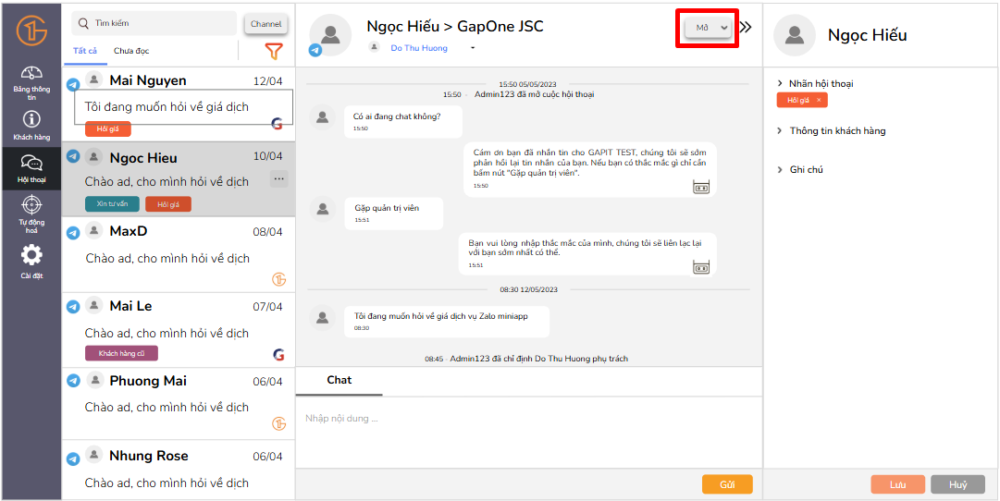 Bảng thông
tin
Khách hàng
Hội thoại
Tự động
hoá
Cài đặt
Tìm kiếm
Channel
Tất cả
Chưa đọc
Mai Nguyen
12/04
Tôi đang muốn hỏi về giá dịch
Hỏi giá
Ngoc Hieu
10/04
Chào ad, cho mình hỏi về dịch
...
Xin tư vấn
Hỏi giá
MaxD
08/04
Chào ad, cho mình hỏi về dịch
Mai Le
07/04
Chào ad, cho mình hỏi về dịch
Khách hàng cũ
Phuong Mai
06/04
Chào ad, cho mình hỏi về dịch
Nhung Rose
06/04
Chào ad, cho mình hỏi về dịch
Ngọc Hiếu > GapOne JSC
Do Thu Huong
Mở
15:50 05/05/2023
15:50 - Admin123 đã mở cuộc hội thoại
Có ai đang chat không?
15:50
Cám ơn bạn đã nhắn tin cho GAPIT TEST, chúng tôi sẽ sớm
phản hồi lại tin nhắn của bạn. Nếu bạn có thắc mắc gì chỉ cần
bấm nút "Gặp quản trị viên".
15:50
Gặp quản trị viên
15:51
Bạn vui lòng nhập thắc mắc của mình, chúng tôi sẽ liên lạc lại
với bạn sớm nhất có thể.
15:51
08:30 12/05/2023
Tôi đang muốn hỏi về giá dịch vụ Zalo miniapp
08:30
08:45 - Admin123 đã chỉ định Do Thu Huong phụ trách
Chat
Nhập nội dung ...
Gửi
Ngọc Hiếu
Nhãn hội thoại
Hỏi giá ×
Thông tin khách hàng
Ghi chú
Lưu
Huỷ